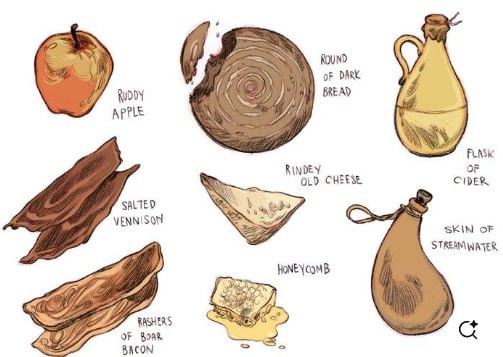 RUDDY
APPLE
ROUND
OF DARK
BREAD
FLASK
OF
CIDER
SALTED
VENNISON
RINDEY
OLD CHEESE
SKIN OF
STREAMWATER
RASHERS
OF BOAR
BACON
HONEYCOMB